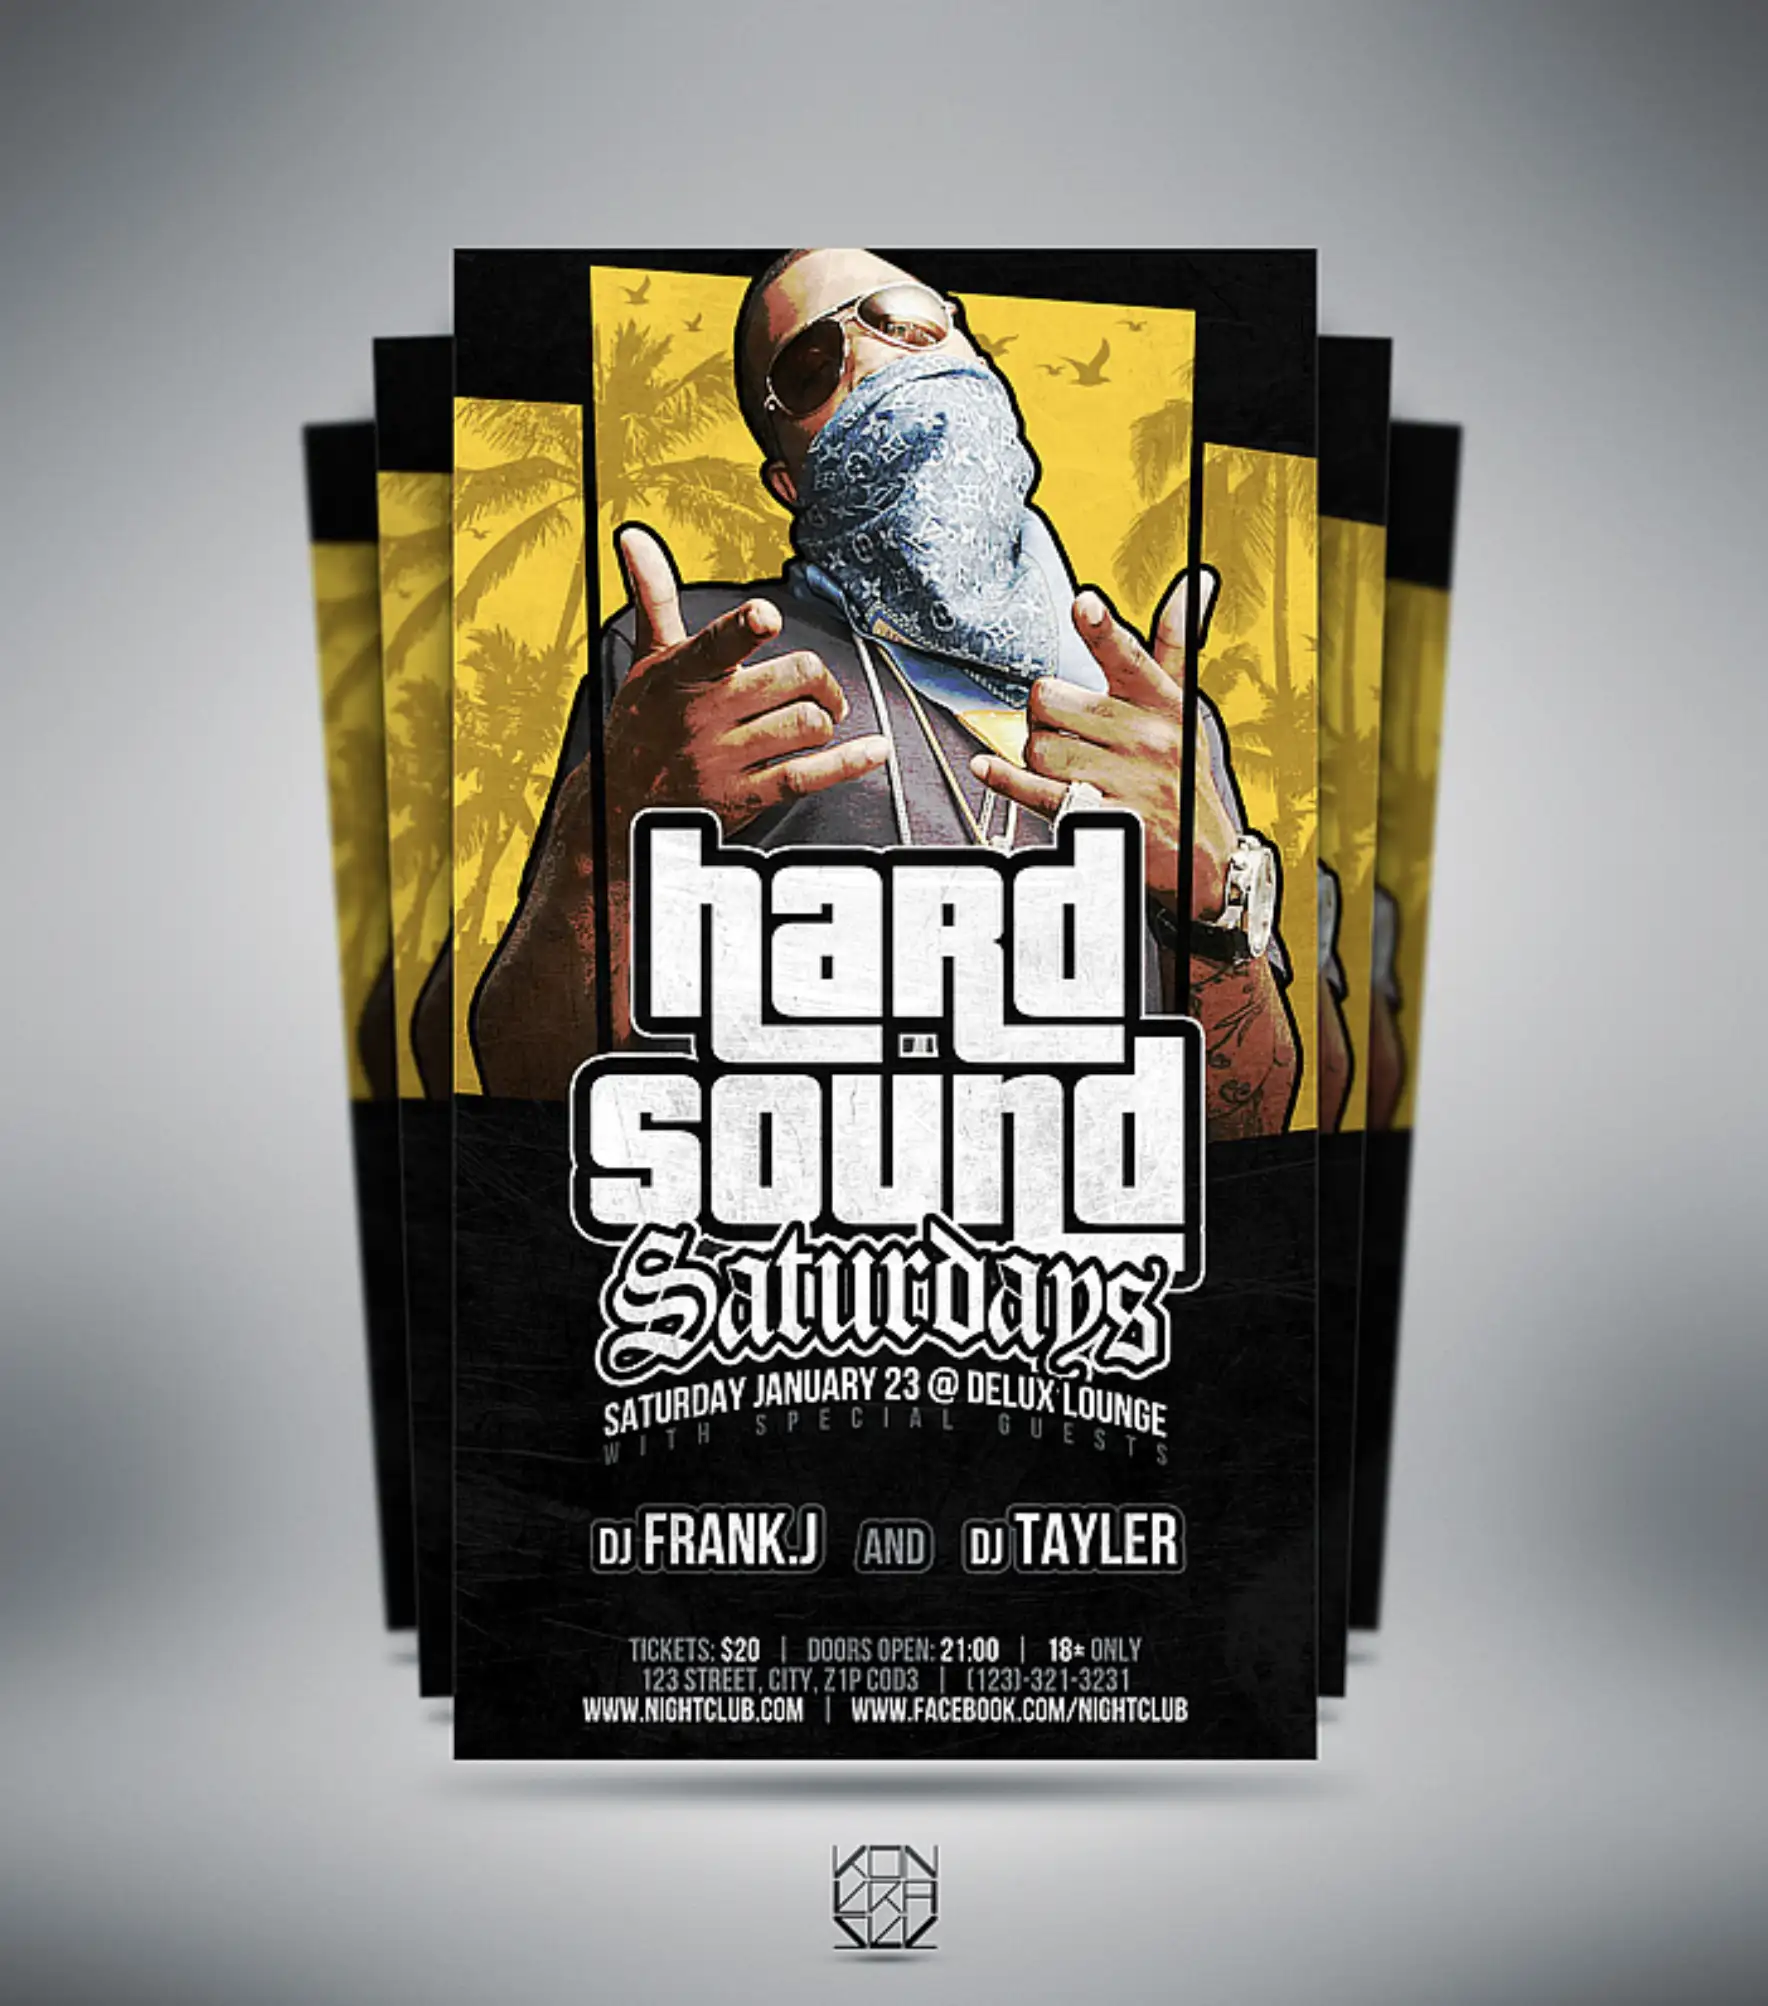 hard
sound
Saturdays
SATURDAY JANUARY 23 @ DELUX LOUNGE
WITH SPECIAL GUESTS
DJ FRANK.J AND DJ TAYLER
TICKETS: $20 | DOORS OPEN: 21:00 | 18± ONLY
123 STREET, CITY, Z1P COD3 | (123)-321-3231
WWW.NIGHTCLUB.COM | WWW.FACEBOOK.COM/NIGHTCLUB
KON
KRA